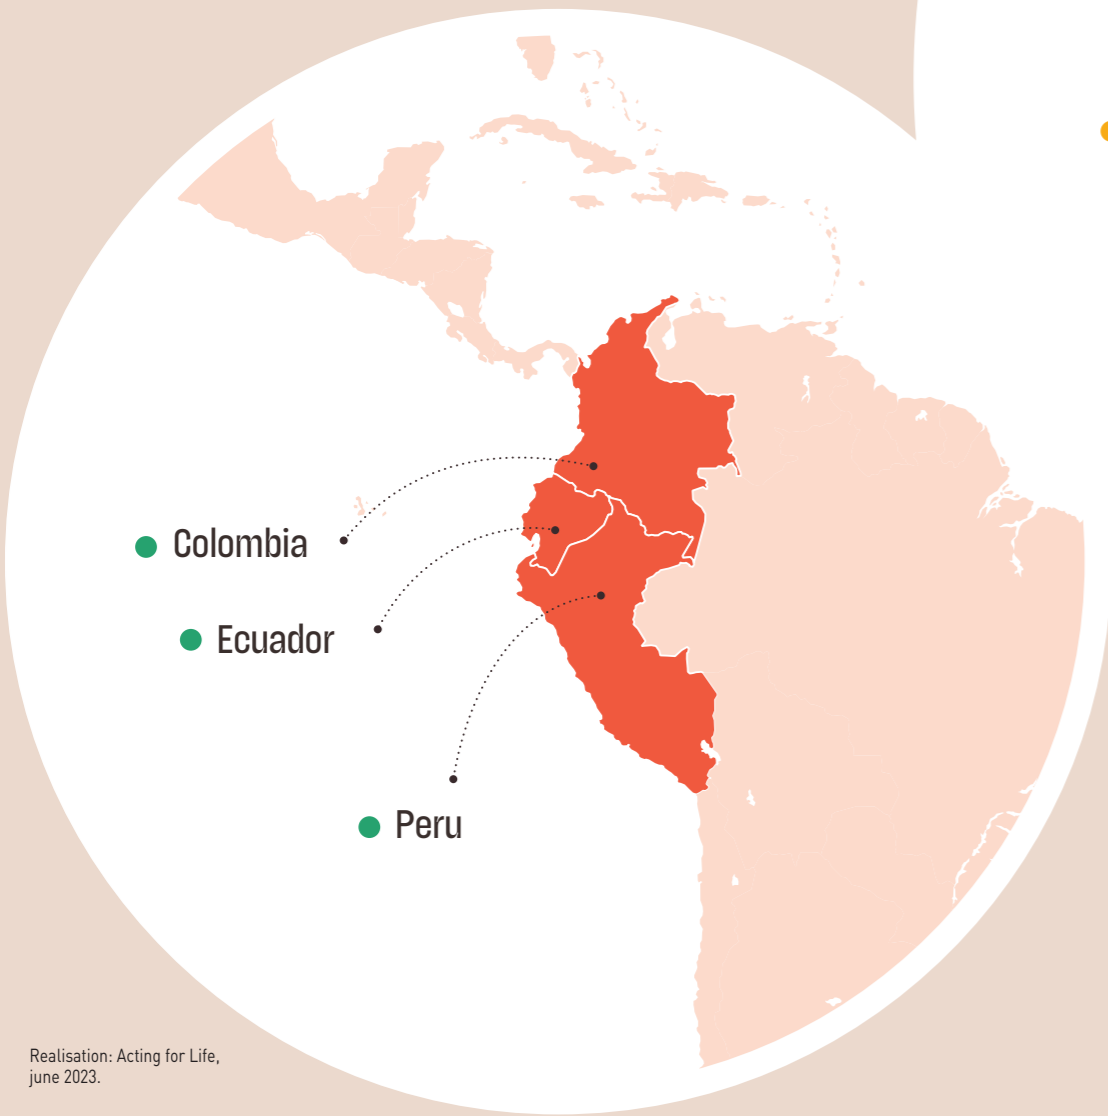 Colombia
Ecuador
Peru
Realisation: Acting for Life,
june 2023.